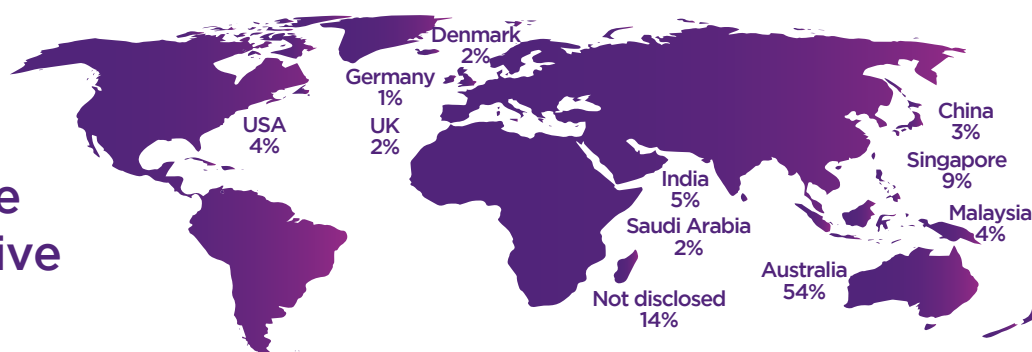 Denmark
2%
Germany
1%
UK
2%
USA
4%
China
3%
Singapore
9%
India
5%
Malaysia
4%
Saudi Arabia
2%
Australia
54%
Not disclosed
14%
e
ive